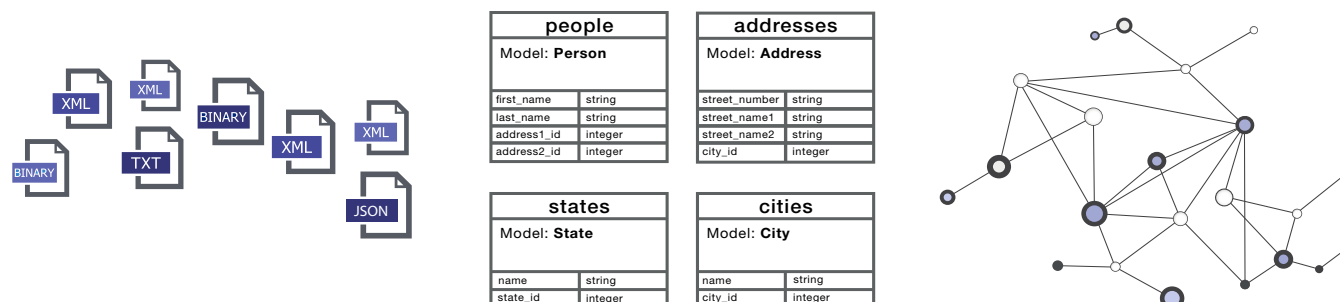 XML
XML
BINARY
XML
XML
BINARY
TXT
JSON
people
Model: Person
first_name string
last_name string
address1_id integer
address2_id integer
addresses
Model: Address
street_number string
street_name1 string
street_name2 string
city_id integer
states
Model: State
name string
state_id integer
cities
Model: City
name string
city_id integer